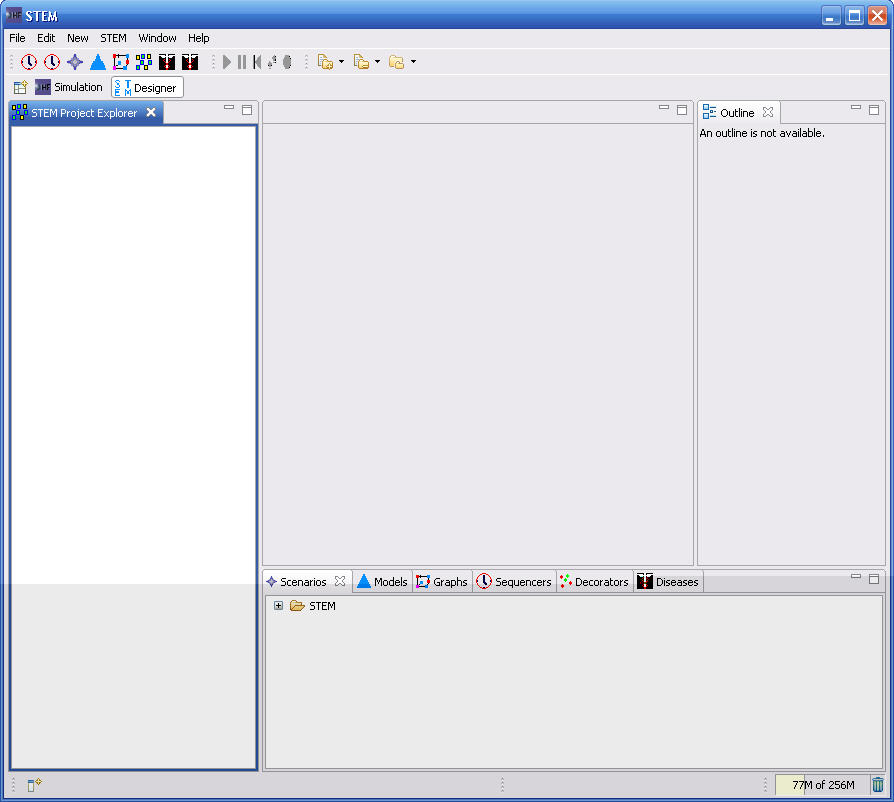 STEM
File Edit New STEM Window Help
Simulation Designer
STEM Project Explorer
Outline
An outline is not available.
Scenarios Models Graphs Sequencers Decorators Diseases
STEM
77M of 256M